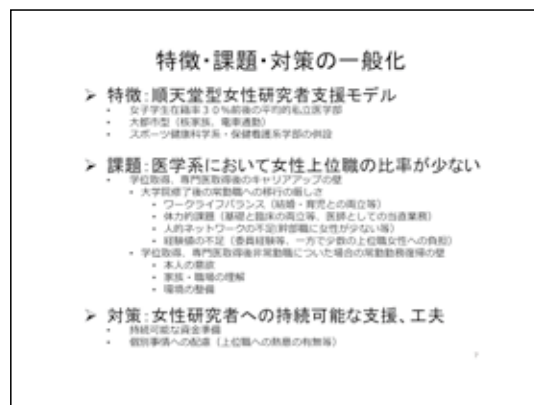 特徴・課題・対策の一般化
➢ 特徴：順天堂型女性研究者支援モデル
• 女子学生在籍率３０％前後の平均的私立医学部
• 大都市型（核家族、電車通勤）
• スポーツ健康科学系・保健看護系学部の併設
➢ 課題：医学系において女性上位職の比率が少ない
• 学位取得、専門医取得後のキャリアアップの壁
• 大学院修了後の常勤職への移行の厳しさ
• ワークライフバランス（結婚・育児との両立等）
• 体力的課題（基礎と臨床の両立等、医師としての当直業務）
• 人的ネットワークの不足(幹部職に女性が少ない等）
• 経験値の不足（委員経験等、一方で少数の上位職女性への負担）
• 学位取得、専門医取得後非常勤職についた場合の常勤勤務復帰の壁
• 本人の意欲
• 家族・職場の理解
• 環境の整備
➢ 対策：女性研究者への持続可能な支援、工夫
• 持続可能な資金準備
• 個別事情への配慮（上位職への熱意の有無等）